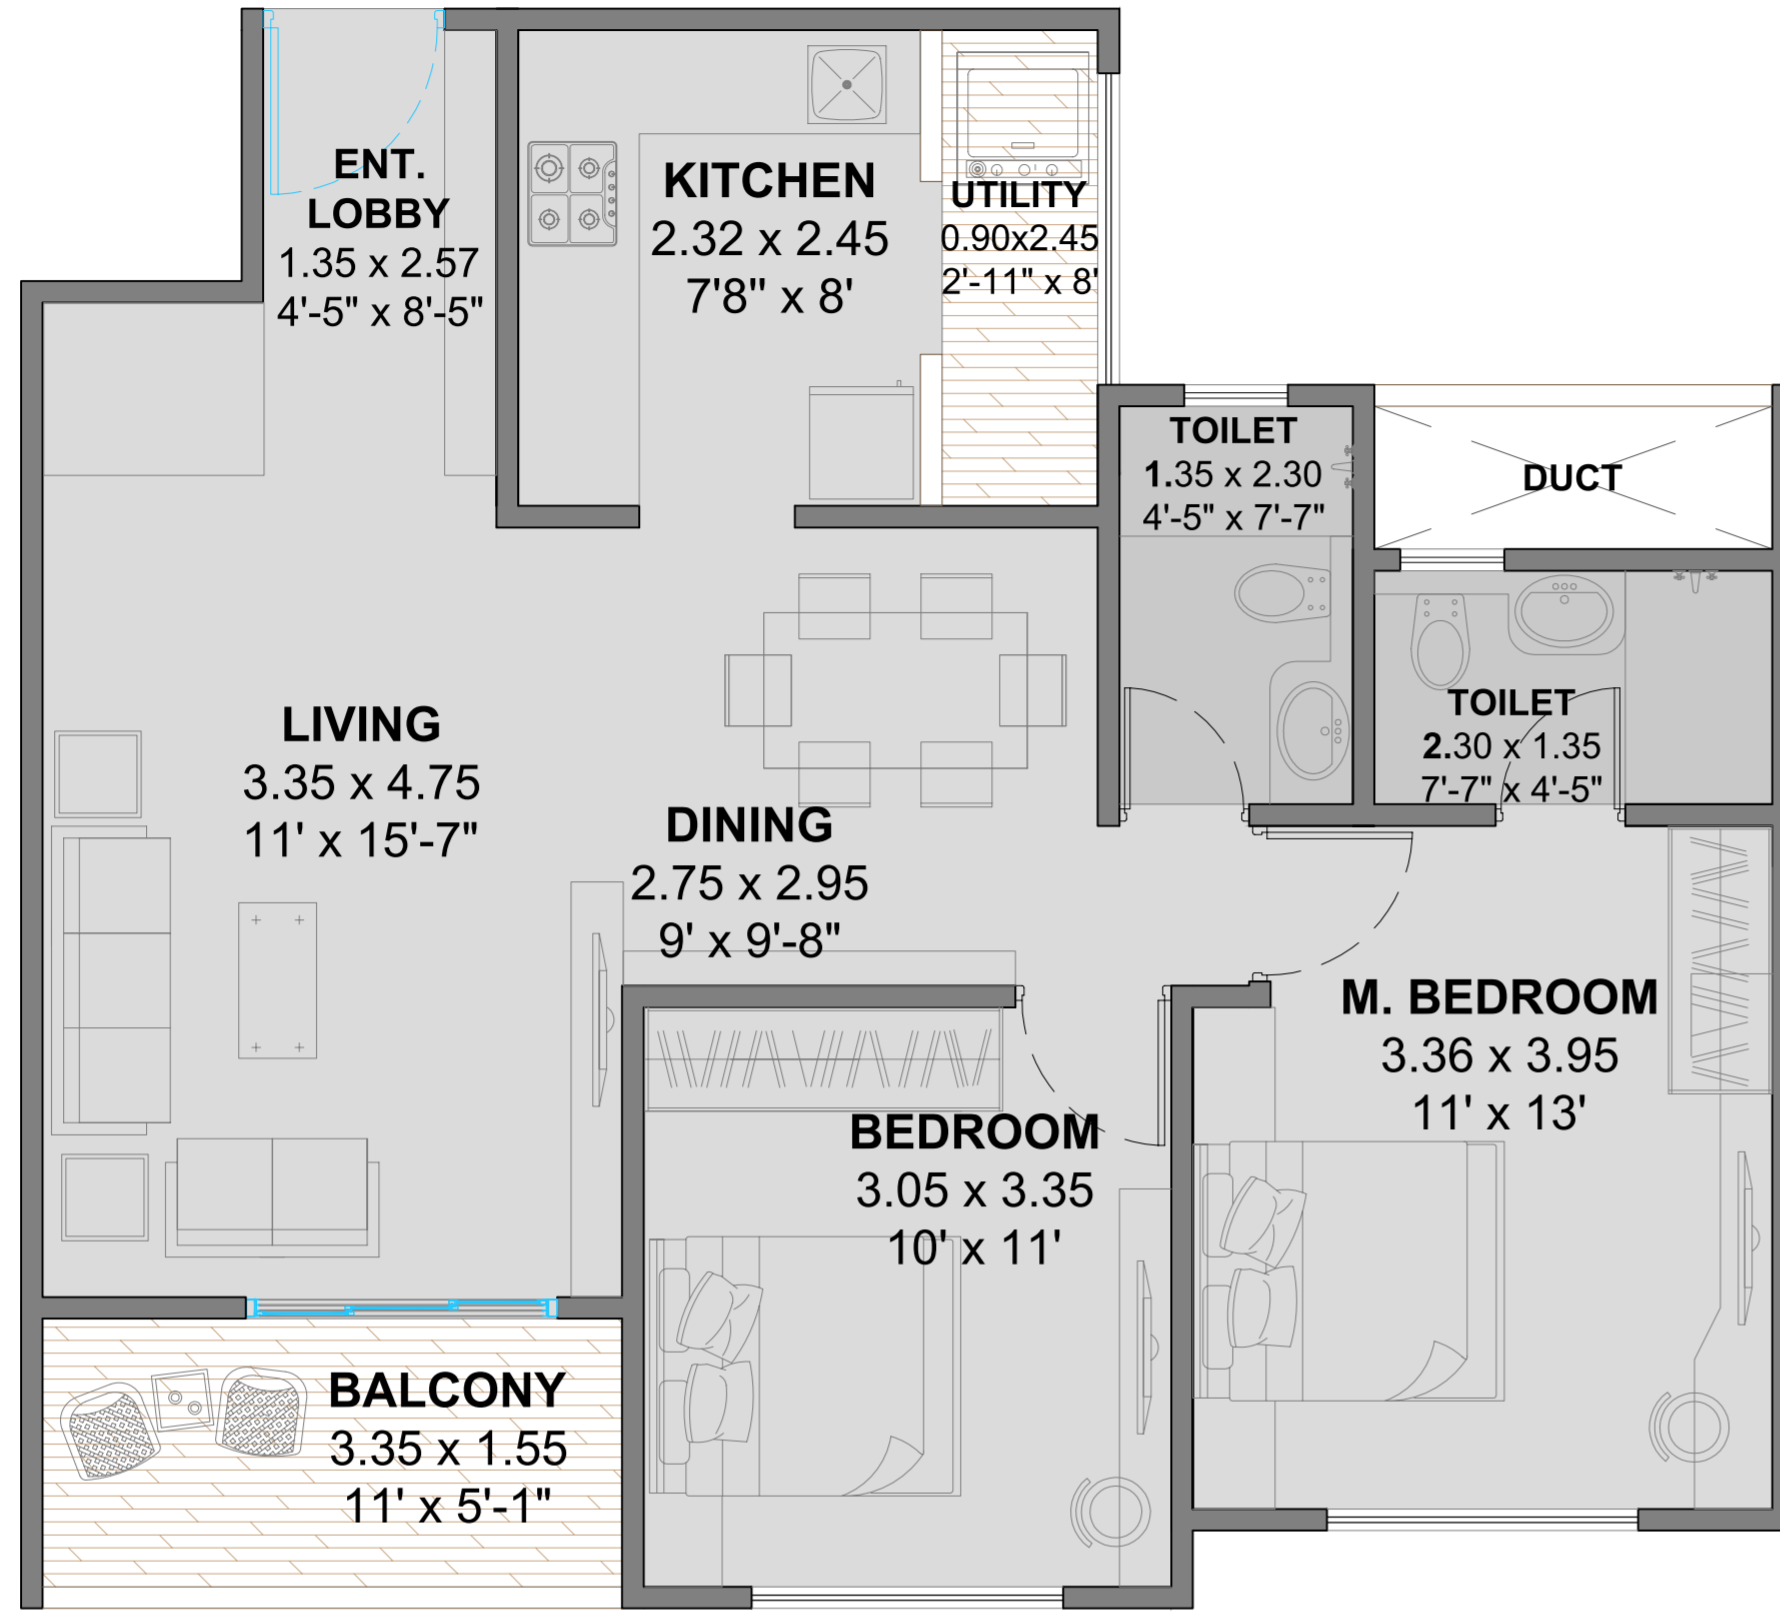 ENT.
LOBBY
1.35 x 2.57
4'-5" x 8'-5"
KITCHEN
2.32 x 2.45
7'8" x 8'
UTILITY
0.90x2.45
2'-11" x 8'
TOILET
1.35 x 2.30
4'-5" x 7'-7"
DUCT
TOILET
2.30 x 1.35
7'-7" x 4'-5"
LIVING
3.35 x 4.75
11' x 15'-7"
DINING
2.75 x 2.95
9' x 9'-8"
M. BEDROOM
3.36 x 3.95
11' x 13'
BEDROOM
3.05 x 3.35
10' x 11'
BALCONY
3.35 x 1.55
11' x 5'-1"